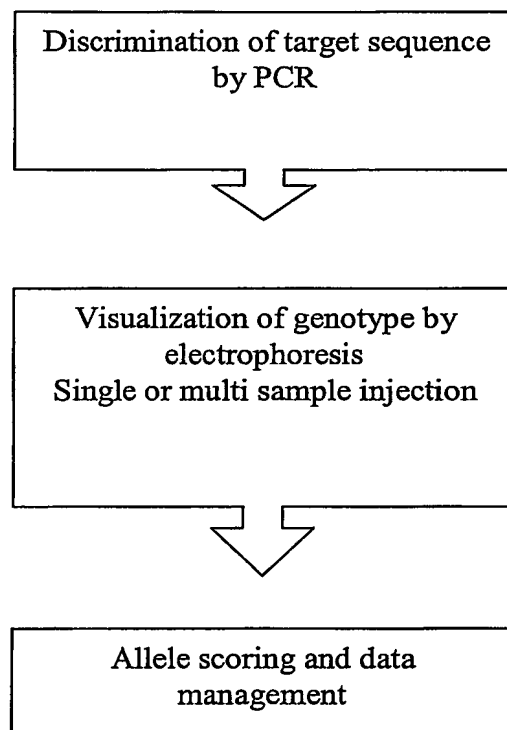 Discrimination of target sequence
by PCR
Visualization of genotype by
electrophoresis
Single or multi sample injection
Allele scoring and data
management